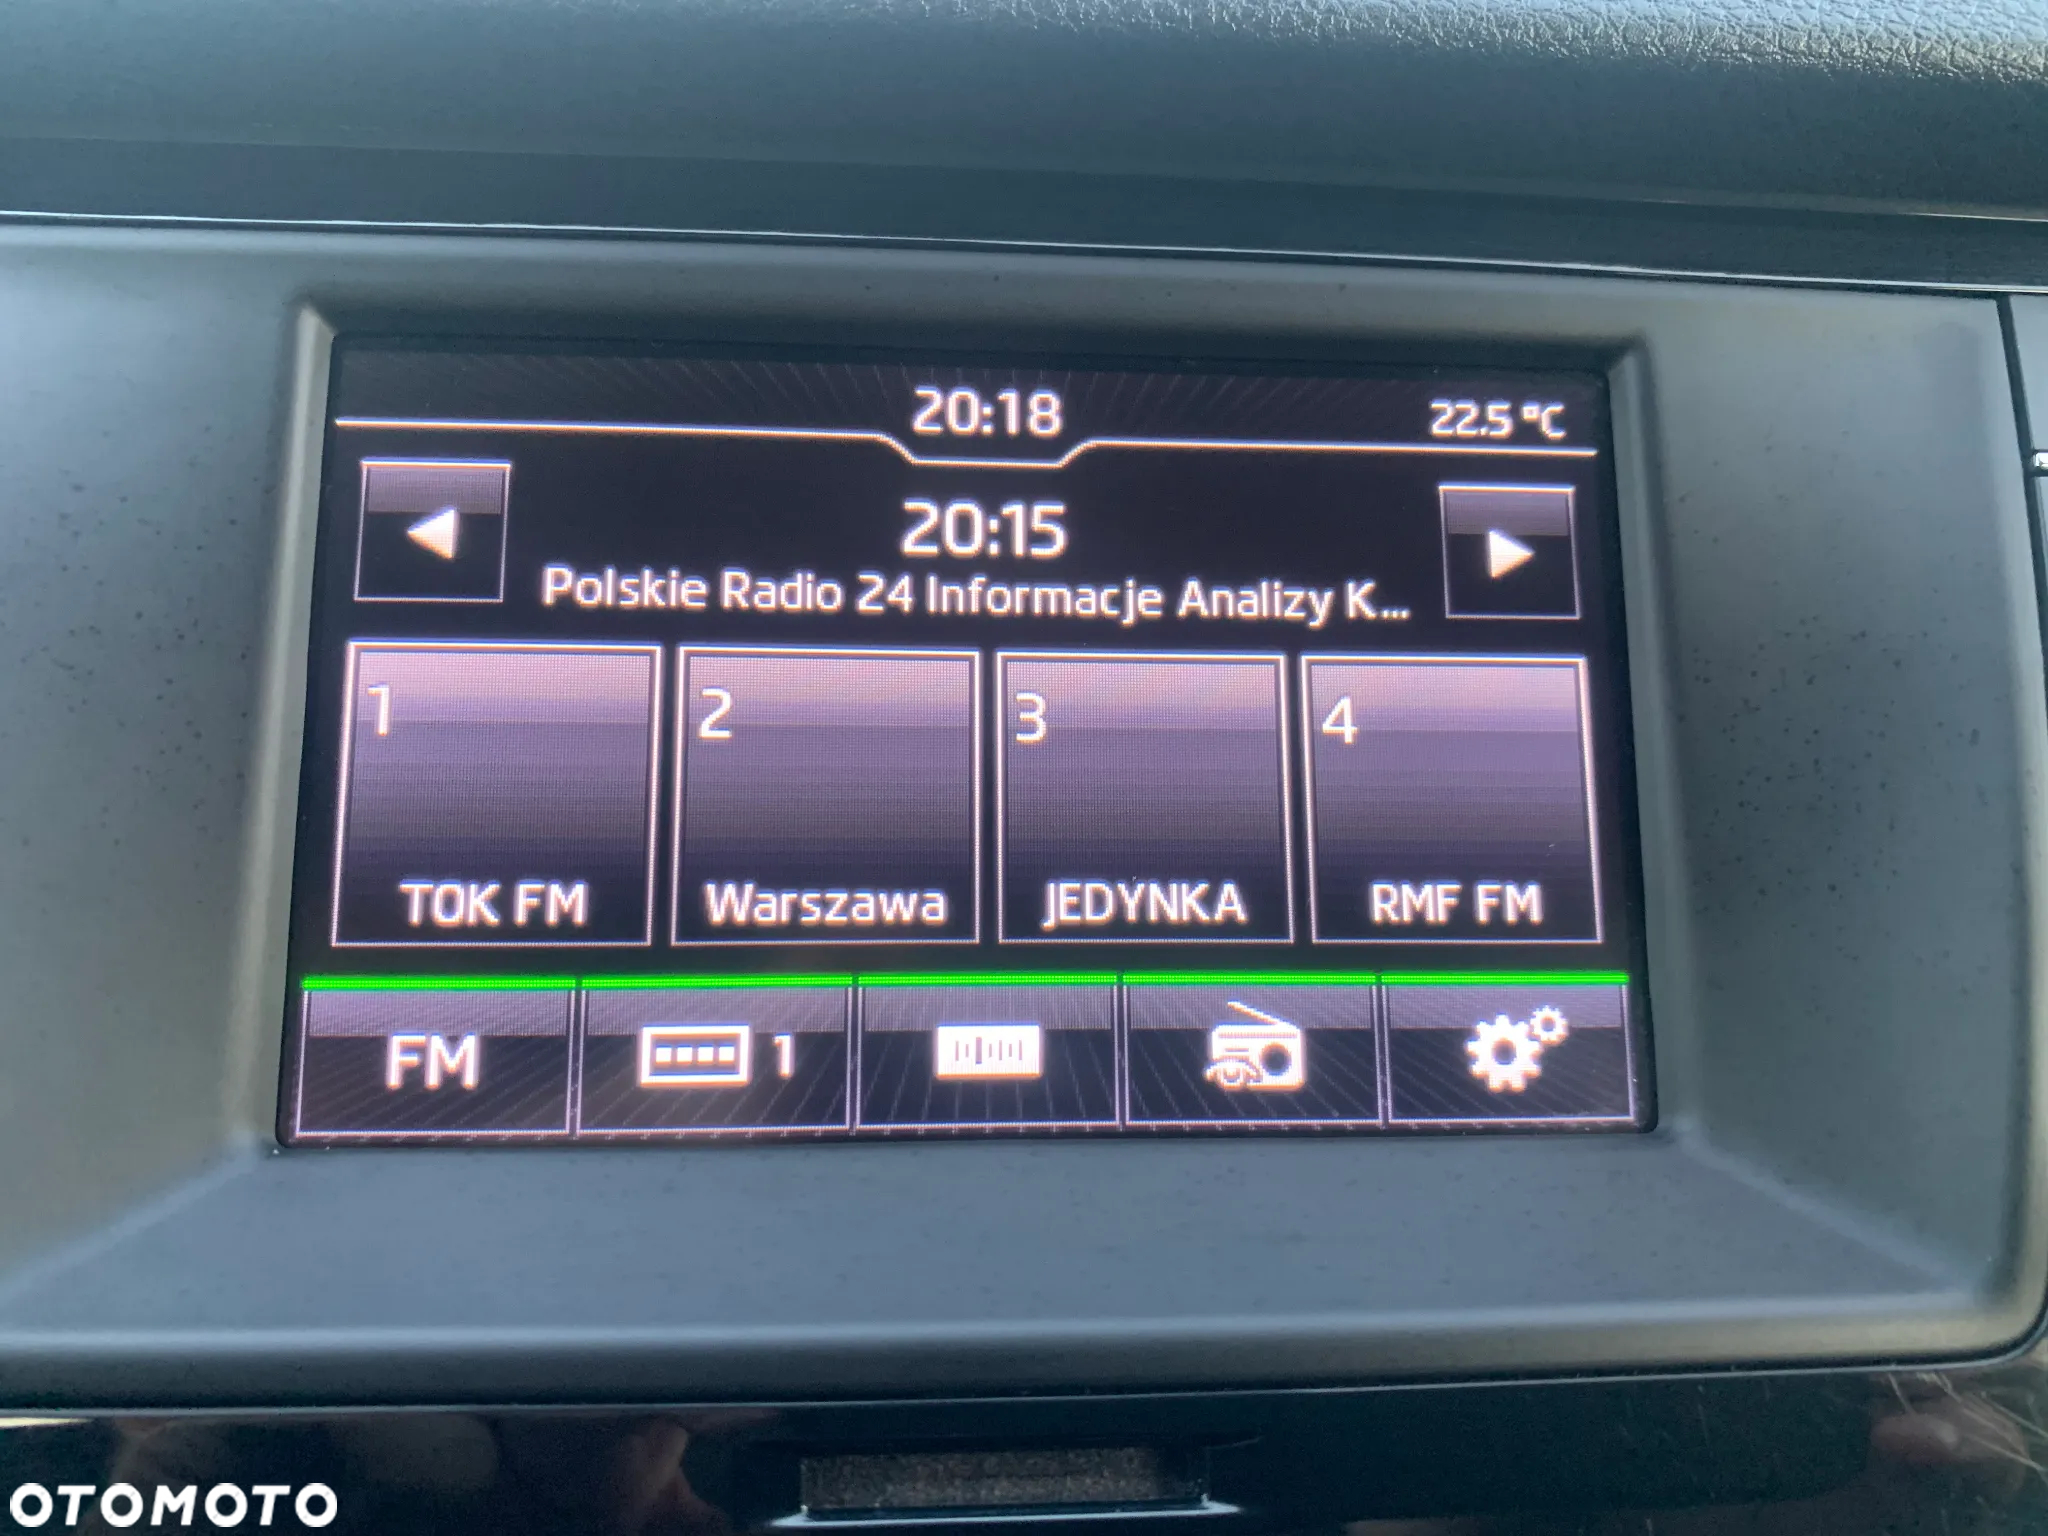 20:18
22.5 °C
20:15
Polskie Radio 24 Informacje Analizy K...
1
2
3
4
TOK FM
Warszawa
JEDYNKA
RMF FM
FM
1
OTOMOTO